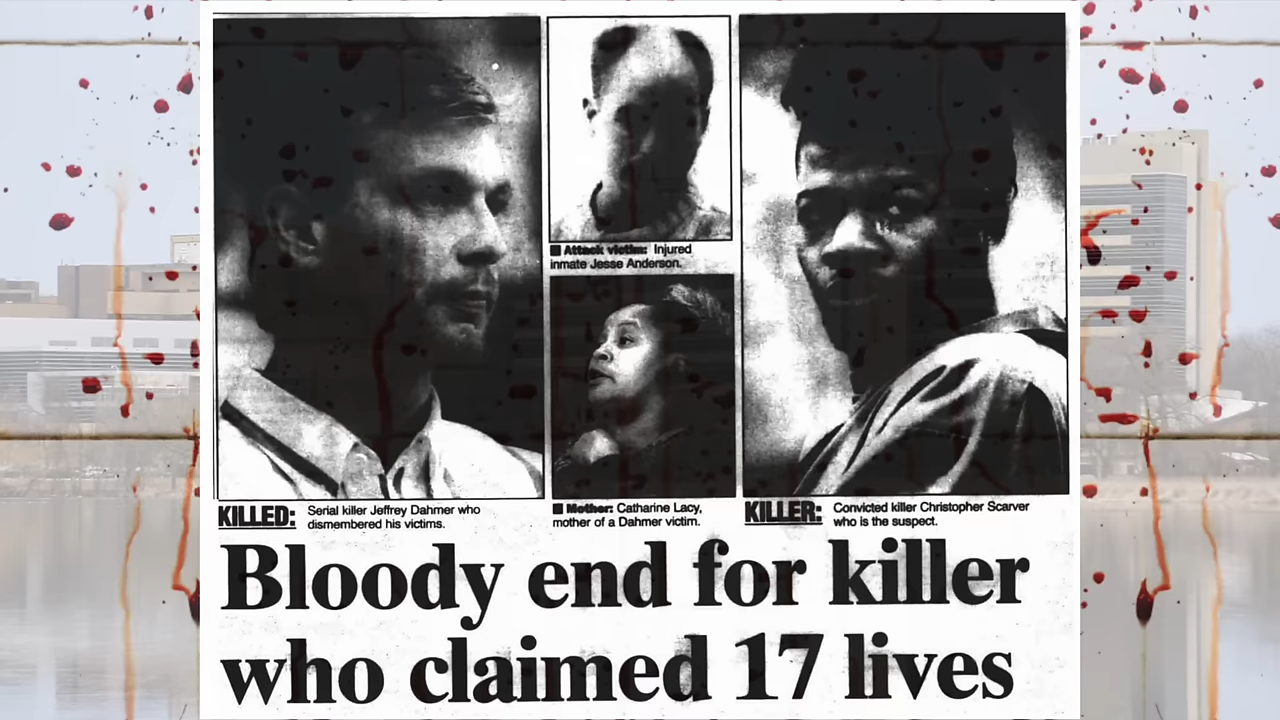 ■ Attack victim: Injured
inmate Jesse Anderson.
KILLED:
Serial killer Jeffrey Dahmer who
dismembered his victims.
■ Mother: Catharine Lacy,
mother of a Dahmer victim.
KILLER:
Convicted killer Christopher Scarver
who is the suspect.
Bloody end for killer
who claimed 17 lives